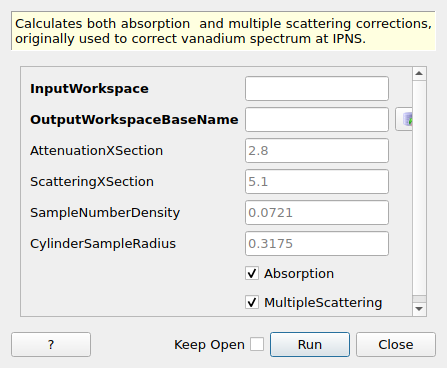 Calculates both absorption  and multiple scattering corrections,
originally used to correct vanadium spectrum at IPNS.
InputWorkspace
OutputWorkspaceBaseName
AttenuationXSection 2.8
ScatteringXSection 5.1
SampleNumberDensity 0.0721
CylinderSampleRadius 0.3175
Absorption
MultipleScattering
? Keep Open Run Close